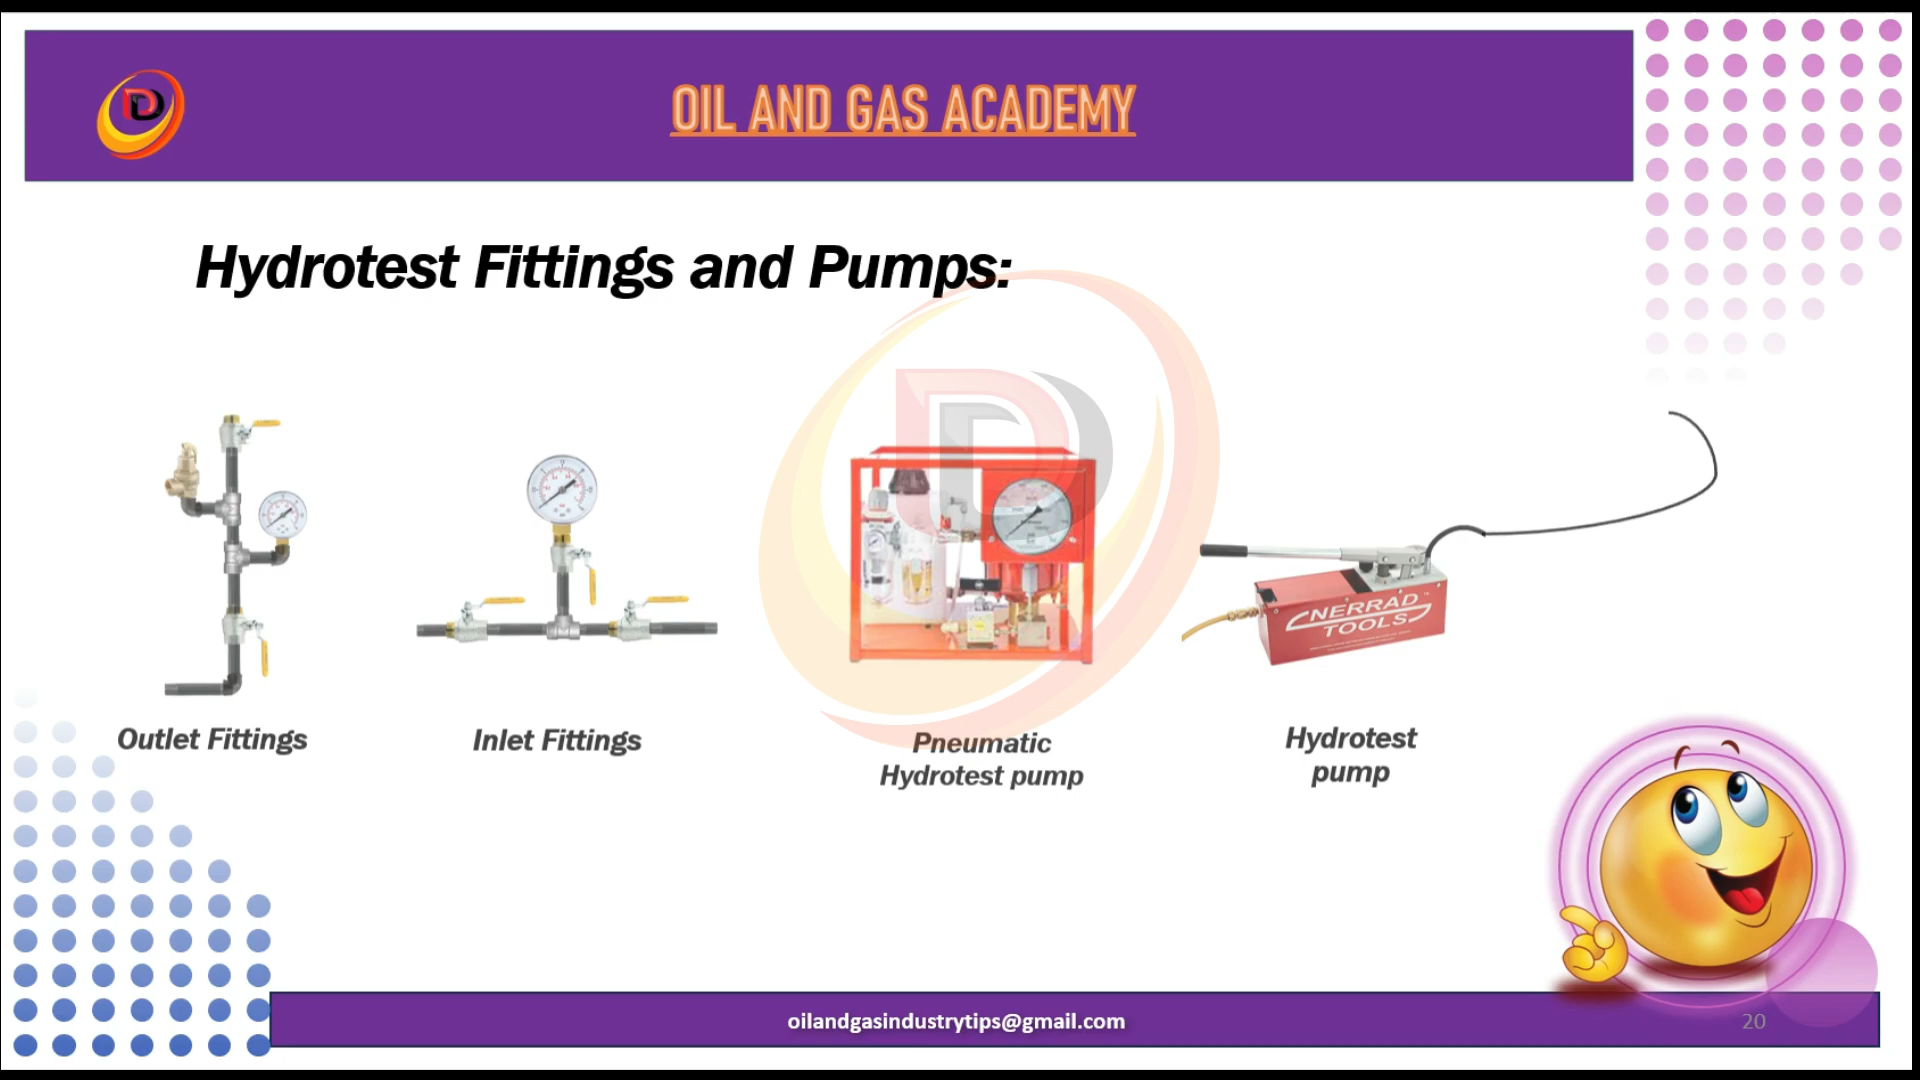 OIL AND GAS ACADEMY
Hydrotest Fittings and Pumps:
NERRAD
TOOLS
Outlet Fittings
Inlet Fittings
Pneumatic
Hydrotest pump
Hydrotest
pump
oilandgasindustrytips@gmail.com
20